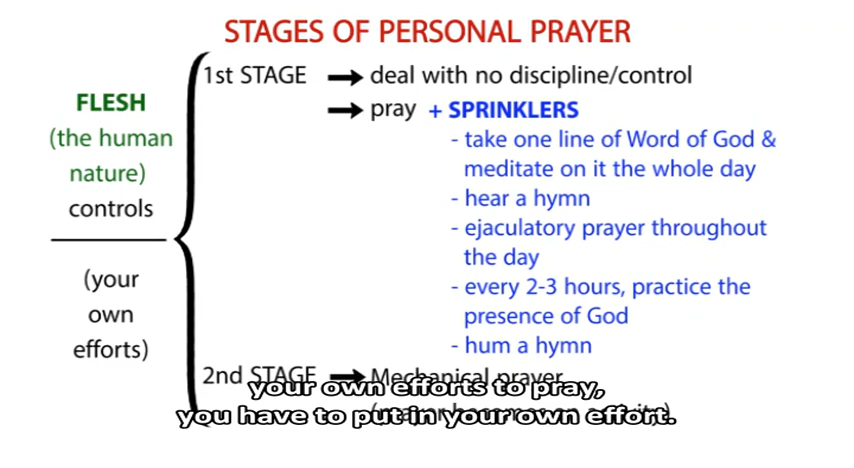 STAGES OF PERSONAL PRAYER
FLESH
(the human
nature)
controls
(your
own
efforts)
1st STAGE → deal with no discipline/control
→ pray + SPRINKLERS
- take one line of Word of God &
meditate on it the whole day
- hear a hymn
- ejaculatory prayer throughout
the day
- every 2-3 hours, practice the
presence of God
- hum a hymn
2nd STAGE → Mechanical prayer
your own efforts to pray,
you have to put in your own effort.